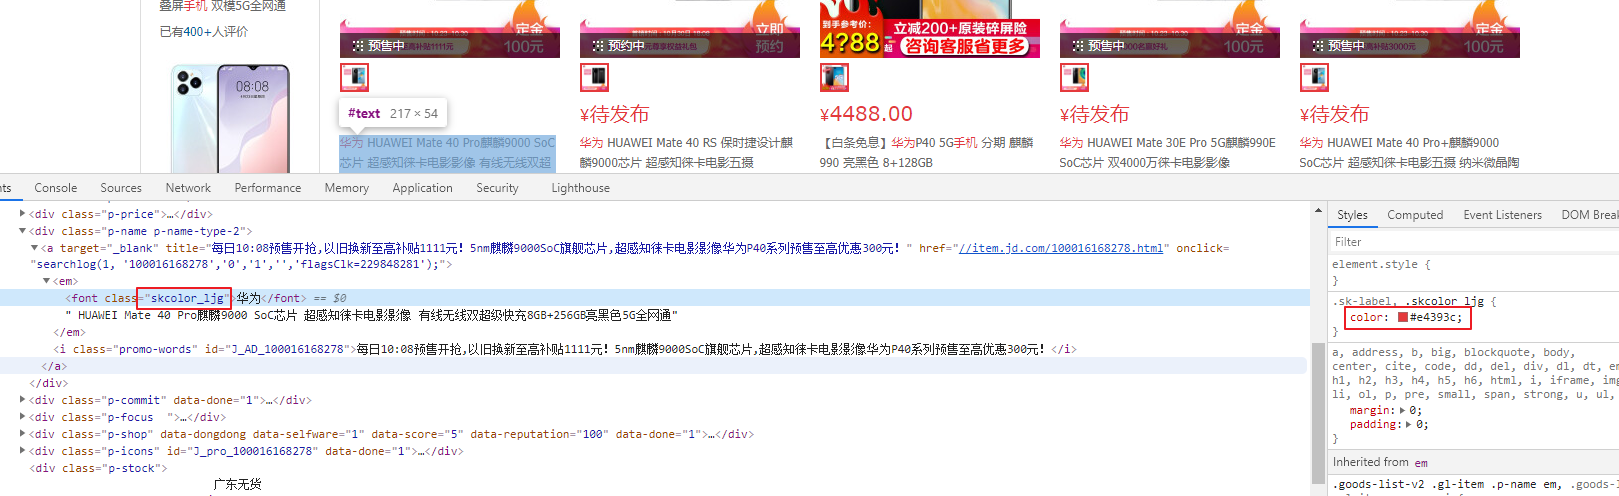 叠屏手机 双模5G全网通
已有400+人评价
08:08
预售中
定金
100元
预约中
立即
预约
到手参考价!
4?88起
立减200+原装碎屏险
咨询客服省更多
预售中
定金
100元
预售中
定金
100元
#text 217 × 54
¥待发布
¥4488.00
¥待发布
¥待发布
华为 HUAWEI Mate 40 Pro麒麟9000 SoC
芯片 超感知徕卡电影影像 有线无线双超
华为 HUAWEI Mate 40 RS 保时捷设计麒
麟9000芯片 超感知徕卡电影五摄
【白条免息】华为P40 5G手机 分期 麒麟
990 亮黑色 8+128GB
华为 HUAWEI Mate 30E Pro 5G麒麟990E
SoC芯片 双4000万徕卡电影影像
华为 HUAWEI Mate 40 Pro+麒麟9000
SoC芯片 超感知徕卡电影五摄 纳米微晶陶
nts Console Sources Network Performance Memory Application Security Lighthouse
<div class="p-price">…</div>
<div class="p-name p-name-type-2">
<a target="_blank" title="每日10:08预售开抢,以旧换新至高补贴1111元! 5nm麒麟9000SoC旗舰芯片,超感知徕卡电影影像华为P40系列预售至高优惠300元! " href="//item.jd.com/100016168278.html" onclick=
"searchlog(1, '100016168278','0','1','','flagsClk=229848281');">
<em>
<font class="skcolor_ljg">华为</font> == $0
" HUAWEI Mate 40 Pro麒麟9000 SoC芯片 超感知徕卡电影影像 有线无线双超级快充8GB+256GB亮黑色5G全网通"
</em>
<i class="promo-words" id="J_AD_100016168278">每日10:08预售开抢,以旧换新至高补贴1111元! 5nm麒麟9000SoC旗舰芯片,超感知徕卡电影影像华为P40系列预售至高优惠300元! </i>
</a>
</div>
<div class="p-commit" data-done="1">…</div>
<div class="p-focus  ">…</div>
<div class="p-shop" data-dongdong data-selfware="1" data-score="5" data-reputation="100" data-done="1">…</div>
<div class="p-icons" id="J_pro_100016168278" data-done="1">…</div>
<div class="p-stock">
广东无货
Styles Computed Event Listeners DOM Break
Filter
element.style {
}
.sk-label, .skcolor_ljg {
color: #e4393c;
}
a, address, b, big, blockquote, body,
center, cite, code, dd, del, div, dl, dt, em
h1, h2, h3, h4, h5, h6, html, i, iframe, img
li, ol, p, pre, small, span, strong, u, ul,
margin: 0;
padding: 0;
}
Inherited from em
.goods-list-v2 .gl-item .p-name em, .goods-l